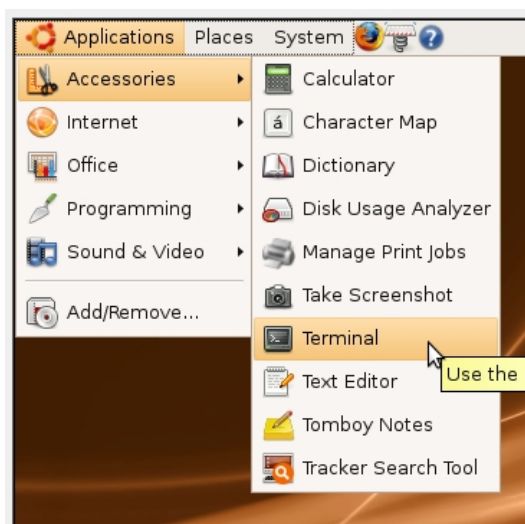 Applications Places System
Accessories
Internet
Office
Programming
Sound & Video
Add/Remove...
Calculator
á Character Map
Dictionary
Disk Usage Analyzer
Manage Print Jobs
Take Screenshot
Terminal
Use the
Text Editor
Tomboy Notes
Tracker Search Tool